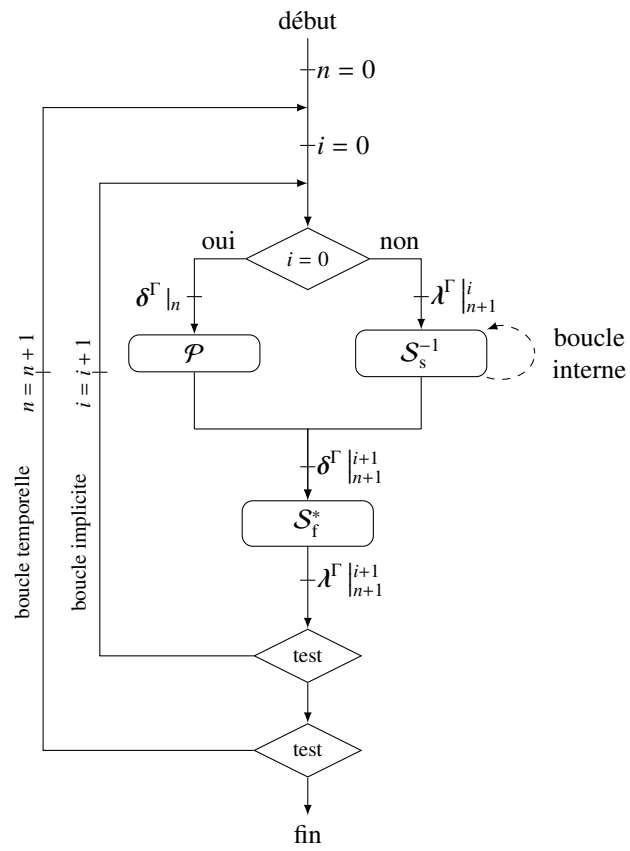 début
n = 0
i = 0
oui
i = 0
non
δ^Γ|_n
λ^Γ|^i_{n+1}
𝒫
𝒮_s^{-1}
boucle
interne
n = n + 1
i = i + 1
δ^Γ|^{i+1}_{n+1}
boucle temporelle
boucle implicite
𝒮_f^*
λ^Γ|^{i+1}_{n+1}
test
test
fin